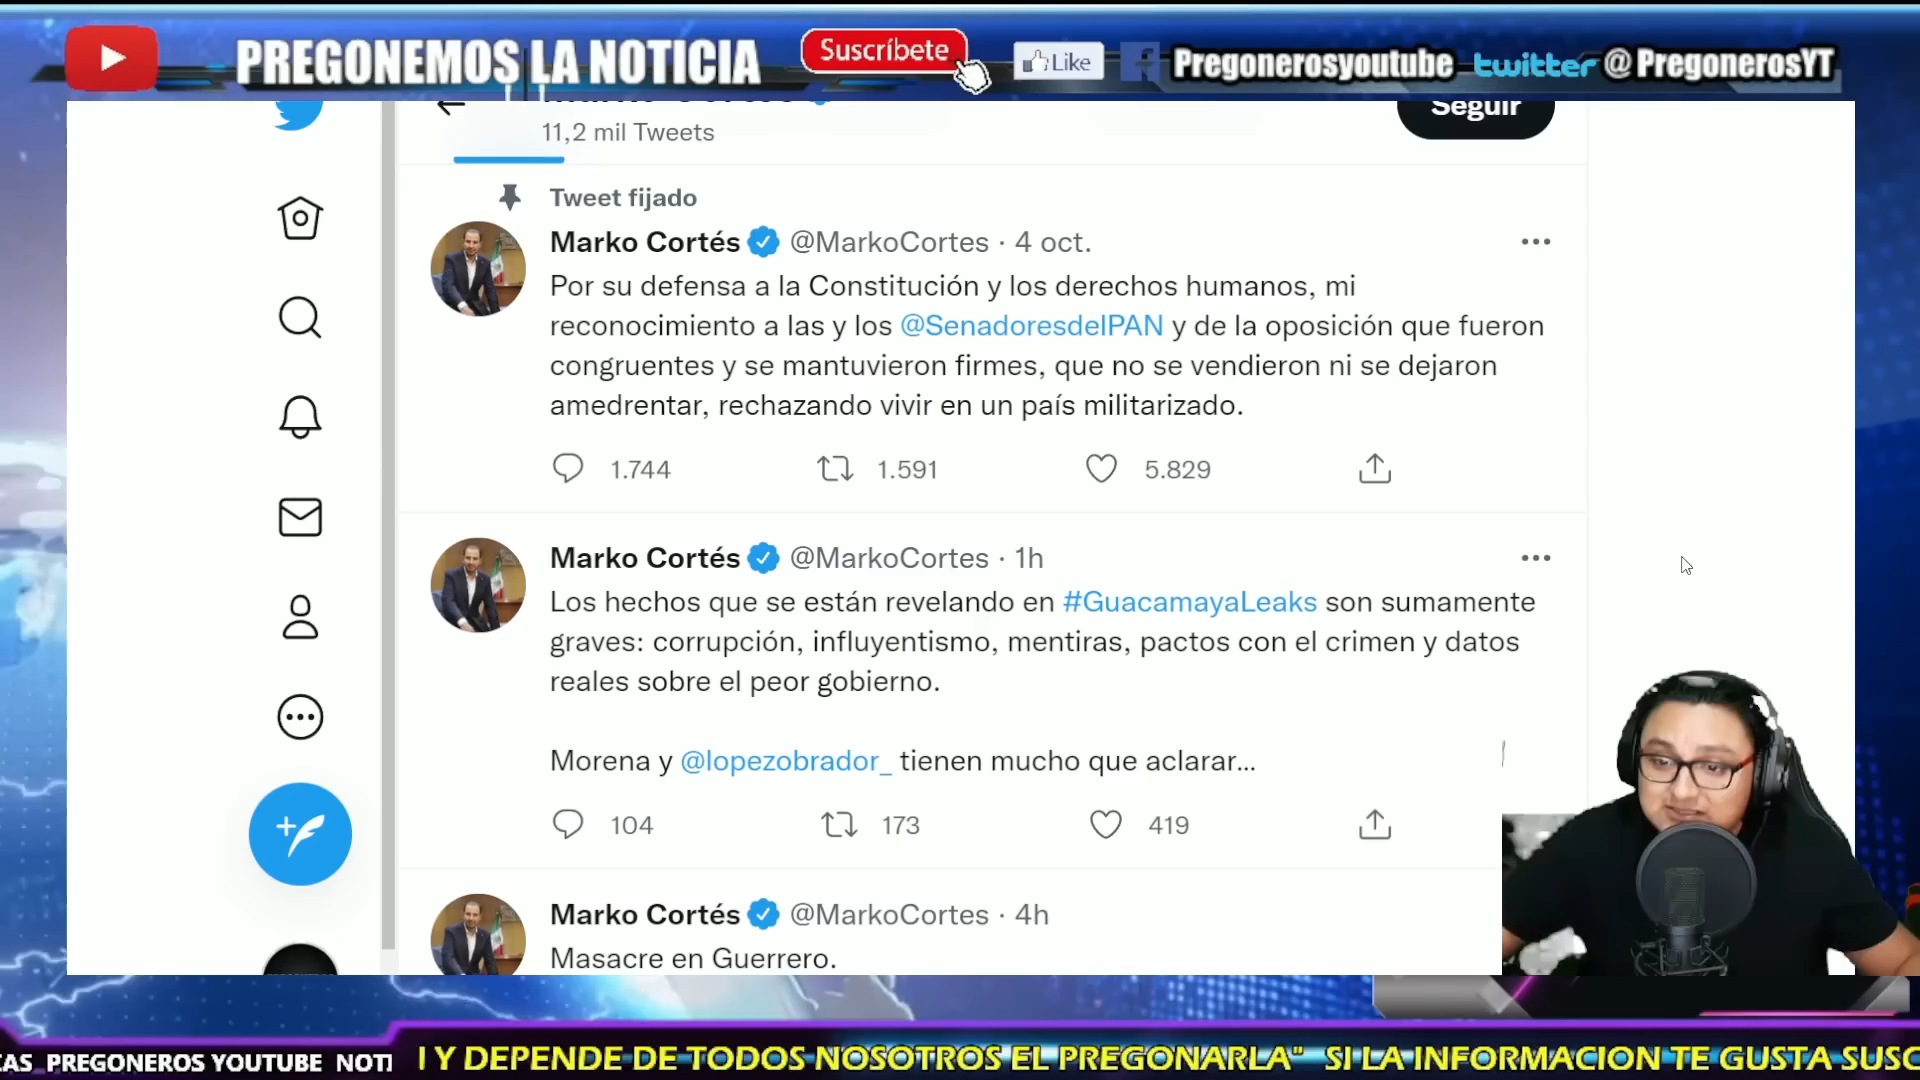 PREGONEMOS LA NOTICIA
Suscríbete
Like
Pregonerosyoutube
twitter @PregonerosYT
11,2 mil Tweets
Seguir
Tweet fijado
Marko Cortés @MarkoCortes · 4 oct.
Por su defensa a la Constitución y los derechos humanos, mi
reconocimiento a las y los @SenadoresdelPAN y de la oposición que fueron
congruentes y se mantuvieron firmes, que no se vendieron ni se dejaron
amedrentar, rechazando vivir en un país militarizado.
1.744 1.591 5.829
Marko Cortés @MarkoCortes · 1h
Los hechos que se están revelando en #GuacamayaLeaks son sumamente
graves: corrupción, influyentismo, mentiras, pactos con el crimen y datos
reales sobre el peor gobierno.
Morena y @lopezobrador_ tienen mucho que aclarar...
104 173 419
Marko Cortés @MarkoCortes · 4h
Masacre en Guerrero.
PREGONEROS YOUTUBE NOTI
I Y DEPENDE DE TODOS NOSOTROS EL PREGONARLA" SI LA INFORMACION TE GUSTA SUSC